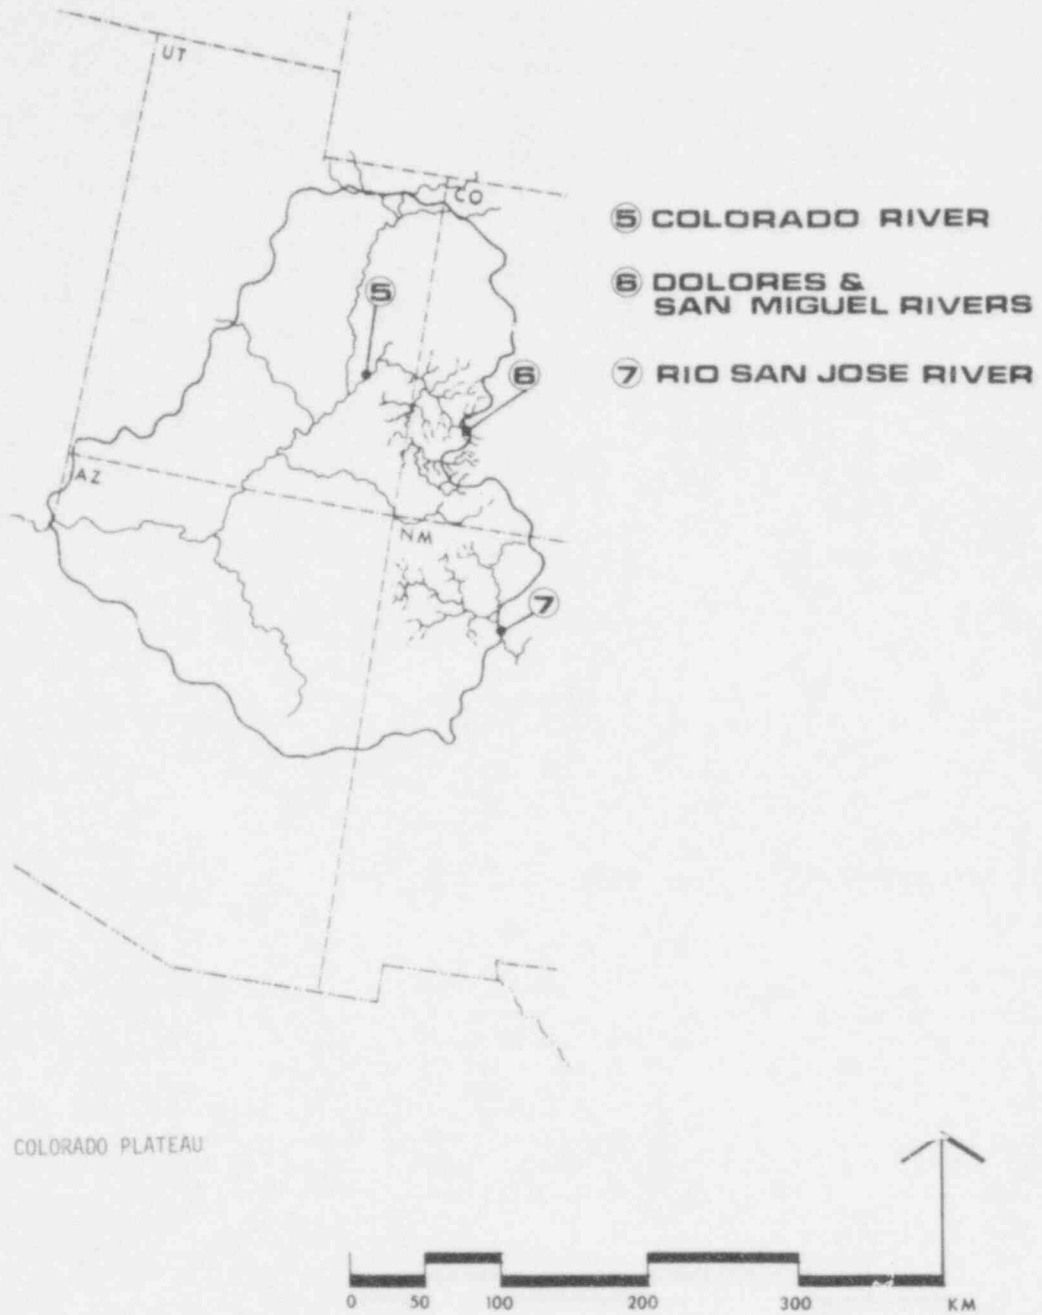 UT
CO
⑤ COLORADO RIVER
⑥ DOLORES &
SAN MIGUEL RIVERS
⑦ RIO SAN JOSE RIVER
⑤
⑥
AZ
NM
⑦
COLORADO PLATEAU
0 50 100 200 300 KM